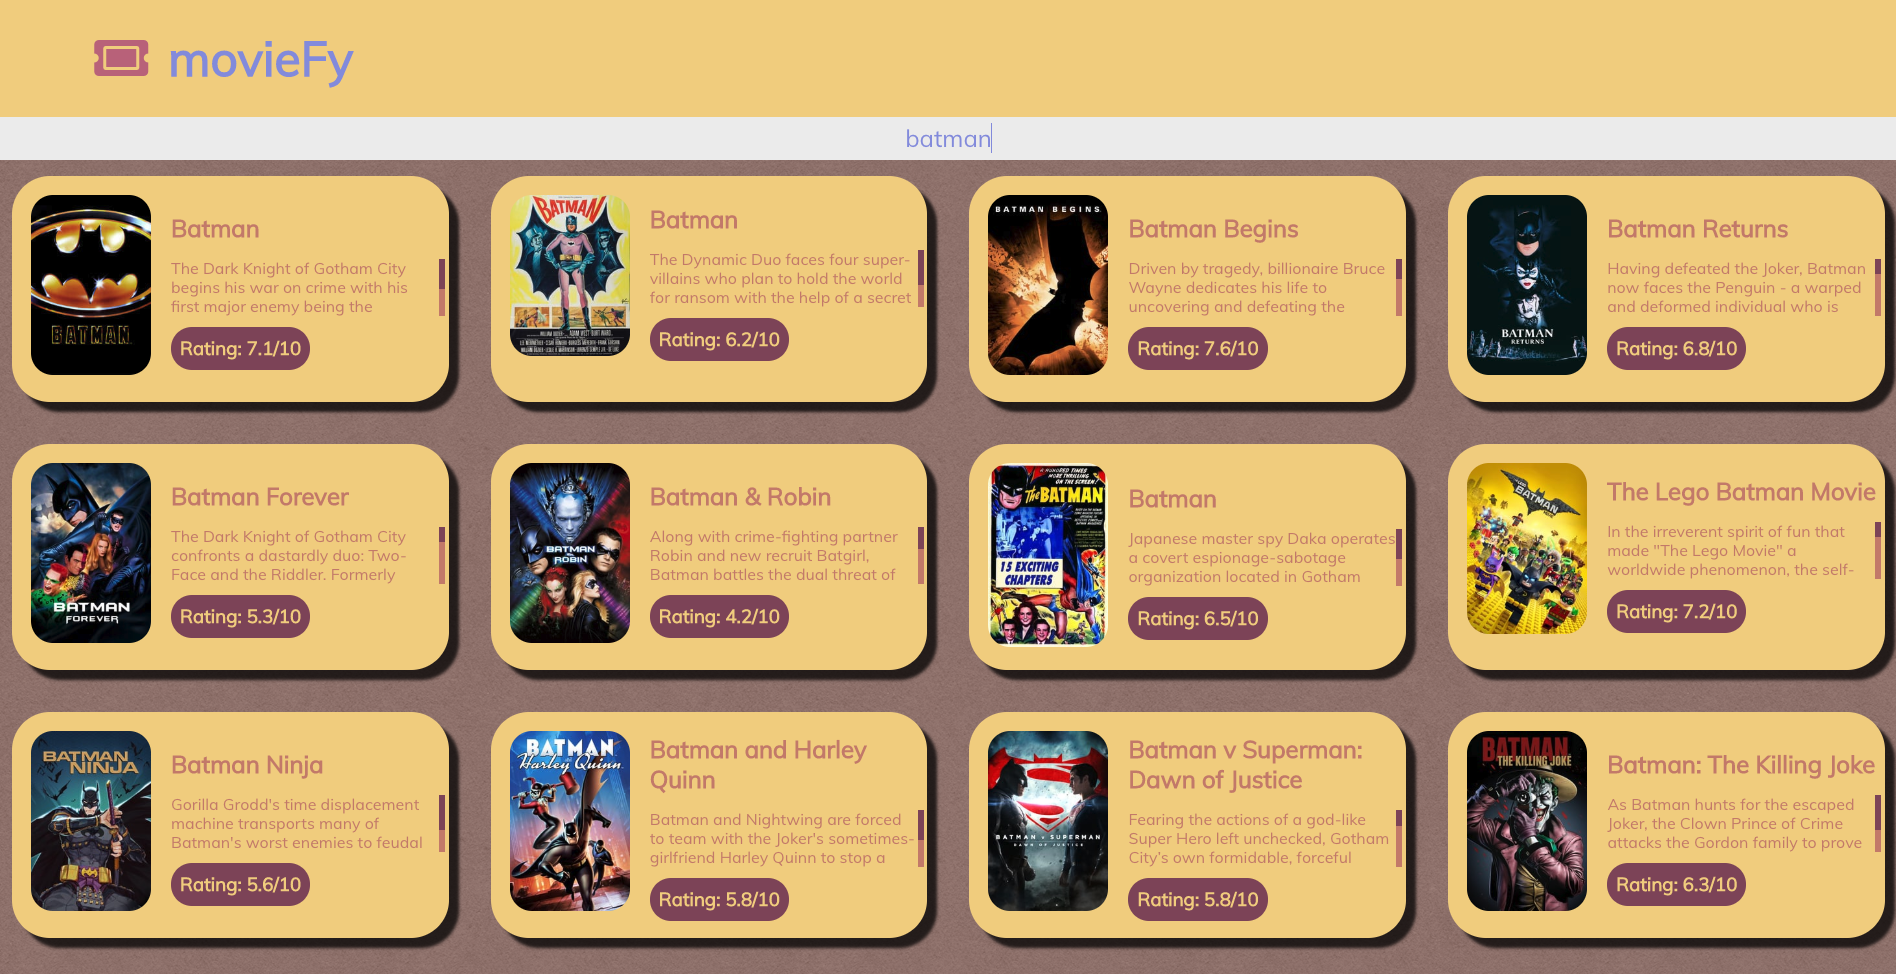 movieFy
batman
BATMAN
Batman
The Dark Knight of Gotham City
begins his war on crime with his
first major enemy being the
Rating: 7.1/10
BATMAN
Batman
The Dynamic Duo faces four super-
villains who plan to hold the world
for ransom with the help of a secret
Rating: 6.2/10
BATMAN BEGINS
Batman Begins
Driven by tragedy, billionaire Bruce
Wayne dedicates his life to
uncovering and defeating the
Rating: 7.6/10
BATMAN
RETURNS
Batman Returns
Having defeated the Joker, Batman
now faces the Penguin - a warped
and deformed individual who is
Rating: 6.8/10
BATMAN
FOREVER
Batman Forever
The Dark Knight of Gotham City
confronts a dastardly duo: Two-
Face and the Riddler. Formerly
Rating: 5.3/10
BATMAN
ROBIN
Batman & Robin
Along with crime-fighting partner
Robin and new recruit Batgirl,
Batman battles the dual threat of
Rating: 4.2/10
A HUNDRED TIMES
MORE THRILLING
ON THE SCREEN!
The BATMAN
15 EXCITING
CHAPTERS
Batman
Japanese master spy Daka operates
a covert espionage-sabotage
organization located in Gotham
Rating: 6.5/10
BATMAN
The Lego Batman Movie
In the irreverent spirit of fun that
made "The Lego Movie" a
worldwide phenomenon, the self-
Rating: 7.2/10
BATMAN
NINJA
Batman Ninja
Gorilla Grodd's time displacement
machine transports many of
Batman's worst enemies to feudal
Rating: 5.6/10
BATMAN
Harley Quinn
Batman and Harley
Quinn
Batman and Nightwing are forced
to team with the Joker's sometimes-
girlfriend Harley Quinn to stop a
Rating: 5.8/10
BATMAN v SUPERMAN
DAWN OF JUSTICE
Batman v Superman:
Dawn of Justice
Fearing the actions of a god-like
Super Hero left unchecked, Gotham
City’s own formidable, forceful
Rating: 5.8/10
BATMAN
THE KILLING JOKE
Batman: The Killing Joke
As Batman hunts for the escaped
Joker, the Clown Prince of Crime
attacks the Gordon family to prove
Rating: 6.3/10